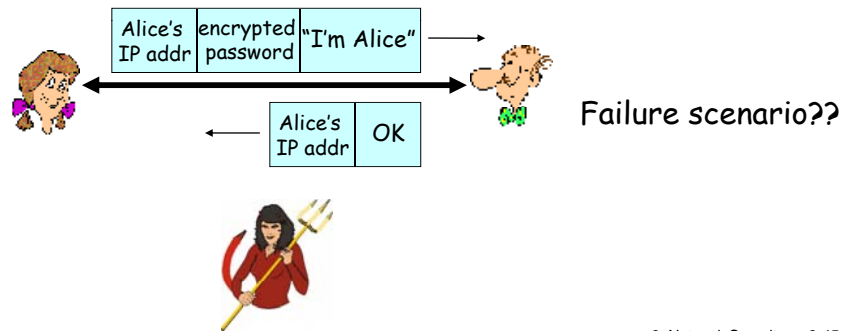 Alice's
IP addr
encrypted
password
"I'm Alice"
Failure scenario??
Alice's
IP addr
OK